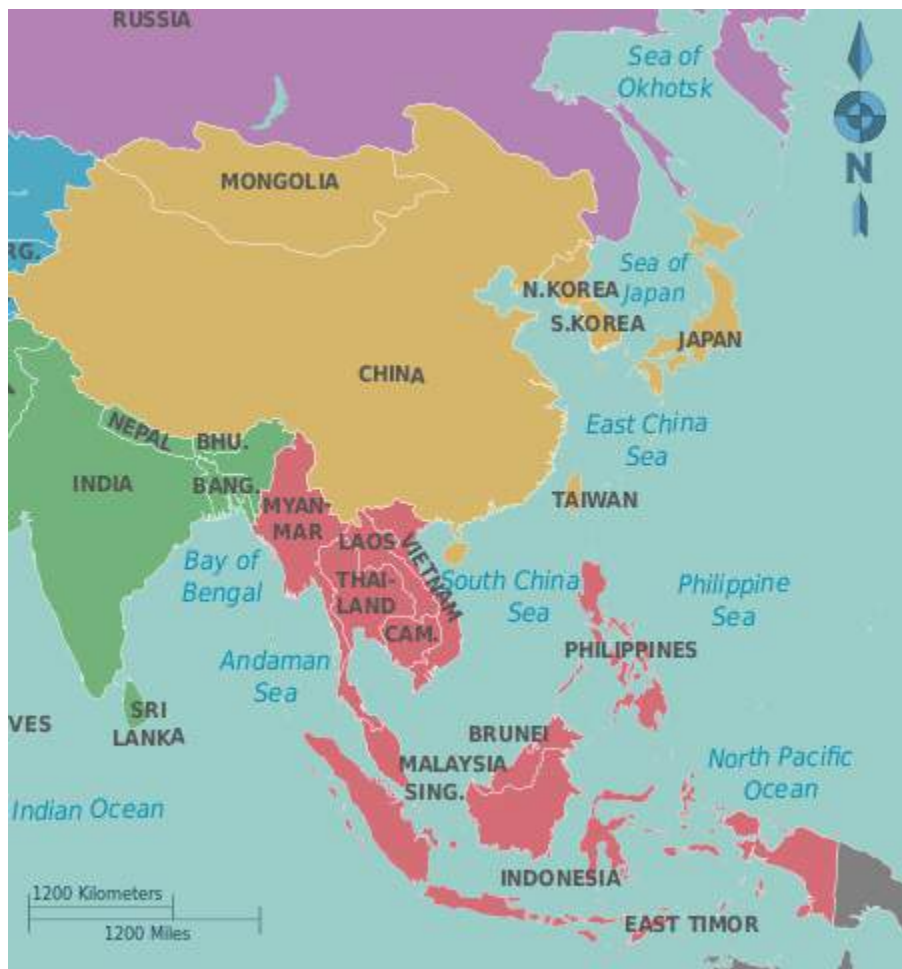 RUSSIA
Sea of
Okhotsk
N
MONGOLIA
RG.
Sea of
Japan
N.KOREA
S.KOREA
JAPAN
CHINA
East China
Sea
NEPAL
BHU.
INDIA
BANG.
TAIWAN
MYAN-
MAR
LAOS
VIETNAM
Bay of
Bengal
THAI-
LAND
South China
Sea
Philippine
Sea
CAM.
PHILIPPINES
Andaman
Sea
VES
SRI
LANKA
BRUNEI
MALAYSIA
SING.
North Pacific
Ocean
Indian Ocean
INDONESIA
1200 Kilometers
1200 Miles
EAST TIMOR